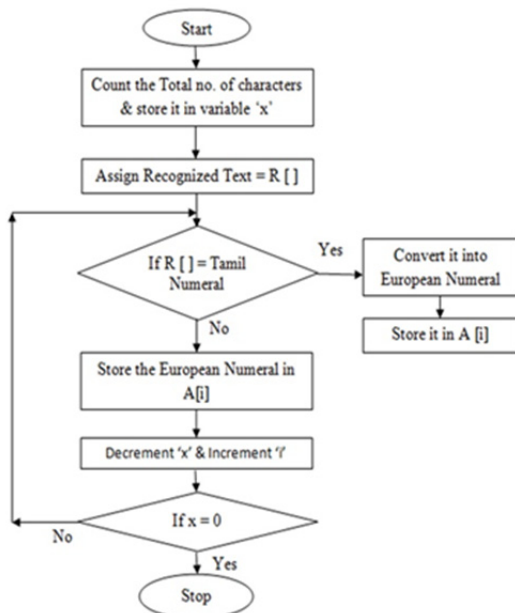 Start
Count the Total no. of characters
& store it in variable ‘x’
Assign Recognized Text = R [ ]
If R [ ] = Tamil
Numeral
Yes
Convert it into
European Numeral
Store it in A [i]
No
Store the European Numeral in
A[i]
Decrement ‘x’ & Increment ‘i’
If x = 0
No
Yes
Stop